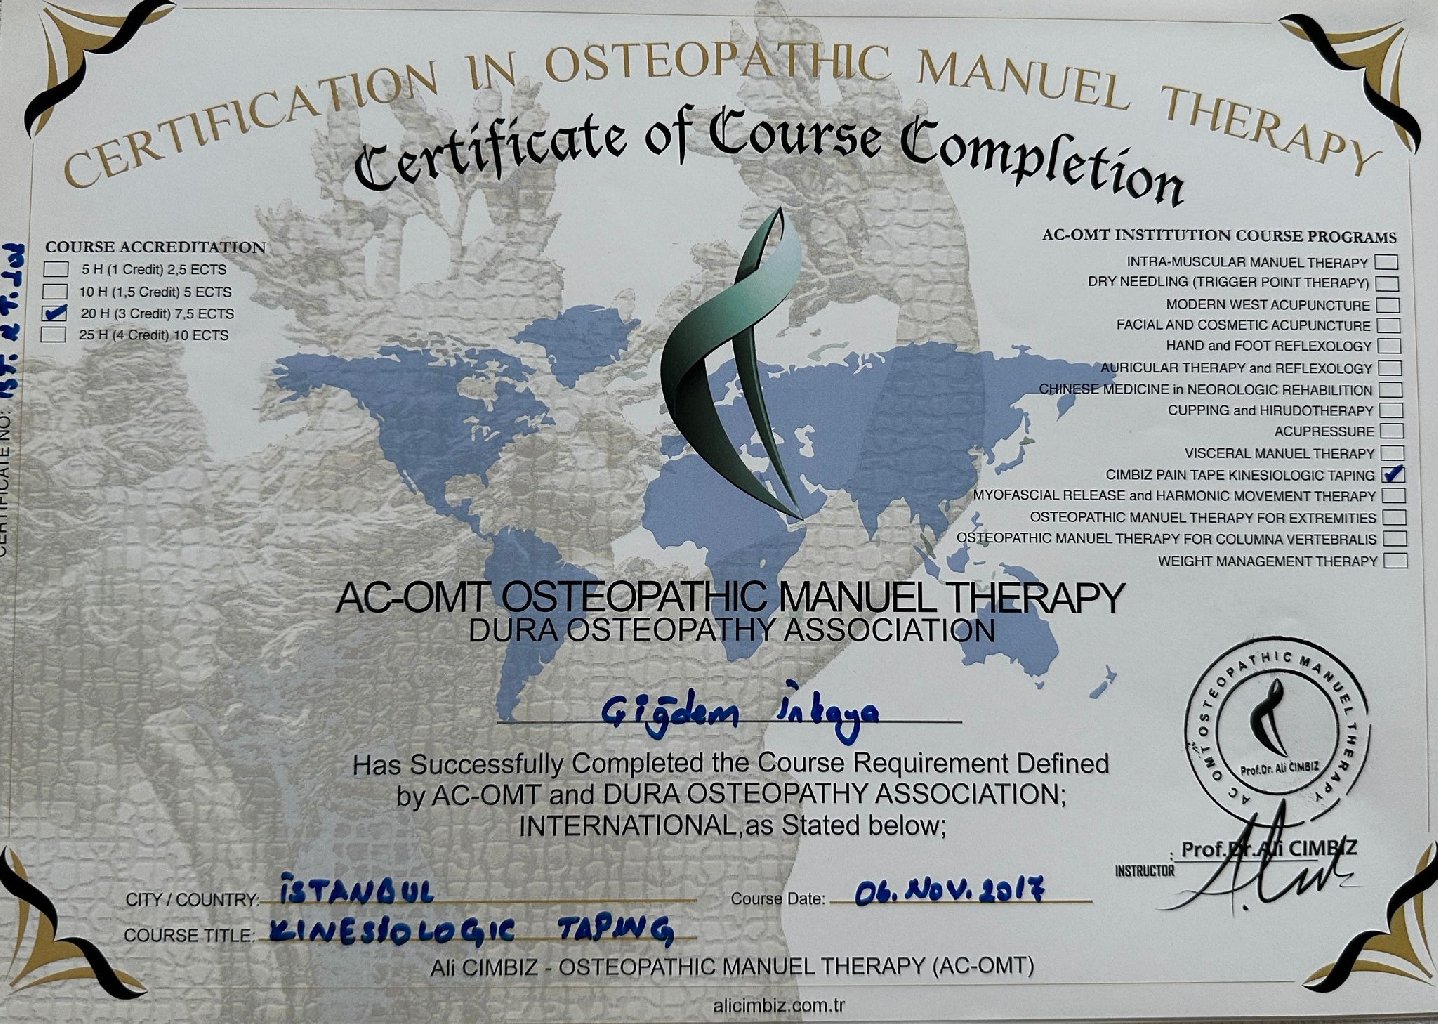 CERTIFICATION IN OSTEOPATHIC MANUEL THERAPY
Certificate of Course Completion
COURSE ACCREDITATION
5 H (1 Credit) 2,5 ECTS
10 H (1,5 Credit) 5 ECTS
20 H (3 Credit) 7,5 ECTS
25 H (4 Credit) 10 ECTS
CERTIFICATE NO:
AC-OMT INSTITUTION COURSE PROGRAMS
INTRA-MUSCULAR MANUEL THERAPY
DRY NEEDLING (TRIGGER POINT THERAPY)
MODERN WEST ACUPUNCTURE
FACIAL AND COSMETIC ACUPUNCTURE
HAND and FOOT REFLEXOLOGY
AURICULAR THERAPY and REFLEXOLOGY
CHINESE MEDICINE in NEOROLOGIC REHABILITION
CUPPING and HIRUDOTHERAPY
ACUPRESSURE
VISCERAL MANUEL THERAPY
CIMBIZ PAIN TAPE KINESIOLOGIC TAPING
MYOFASCIAL RELEASE and HARMONIC MOVEMENT THERAPY
OSTEOPATHIC MANUEL THERAPY FOR EXTREMITIES
OSTEOPATHIC MANUEL THERAPY FOR COLUMNA VERTEBRALIS
WEIGHT MANAGEMENT THERAPY
AC-OMT OSTEOPATHIC MANUEL THERAPY
DURA OSTEOPATHY ASSOCIATION
Çiğdem İnkaya
Has Successfully Completed the Course Requirement Defined
by AC-OMT and DURA OSTEOPATHY ASSOCIATION;
INTERNATIONAL,as Stated below;
AC OMT OSTEOPATHIC MANUEL THERAPY
Prof.Dr. Ali CIMBIZ
INSTRUCTOR : Prof.Dr.Ali CIMBIZ
CITY / COUNTRY: İSTANBUL
Course Date: 06.NOV.2017
COURSE TITLE: KINESIOLOGIC TAPING
Ali CIMBIZ - OSTEOPATHIC MANUEL THERAPY (AC-OMT)
alicimbiz.com.tr